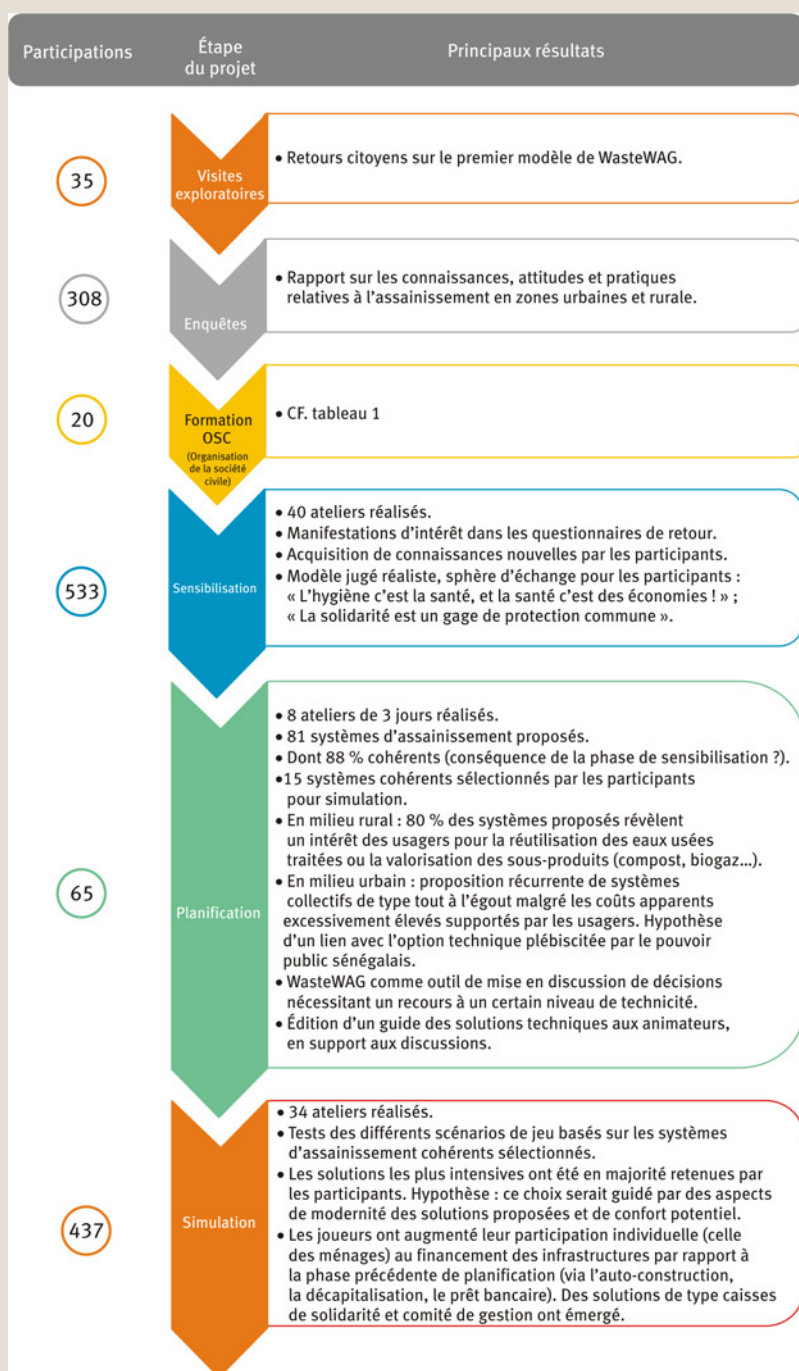 Participations
Étape
du projet
Principaux résultats
35
Visites
exploratoires
• Retours citoyens sur le premier modèle de WasteWAG.
308
Enquêtes
• Rapport sur les connaissances, attitudes et pratiques
relatives à l’assainissement en zones urbaines et rurale.
20
Formation
OSC
(Organisation
de la société
civile)
• CF. tableau 1
533
Sensibilisation
• 40 ateliers réalisés.
• Manifestations d’intérêt dans les questionnaires de retour.
• Acquisition de connaissances nouvelles par les participants.
• Modèle jugé réaliste, sphère d’échange pour les participants :
« L’hygiène c’est la santé, et la santé c’est des économies ! » ;
« La solidarité est un gage de protection commune ».
65
Planification
• 8 ateliers de 3 jours réalisés.
• 81 systèmes d’assainissement proposés.
• Dont 88 % cohérents (conséquence de la phase de sensibilisation ?).
•15 systèmes cohérents sélectionnés par les participants
pour simulation.
• En milieu rural : 80 % des systèmes proposés révèlent
un intérêt des usagers pour la réutilisation des eaux usées
traitées ou la valorisation des sous-produits (compost, biogaz...).
• En milieu urbain : proposition récurrente de systèmes
collectifs de type tout à l’égout malgré les coûts apparents
excessivement élevés supportés par les usagers. Hypothèse
d’un lien avec l’option technique plébiscitée par le pouvoir
public sénégalais.
• WasteWAG comme outil de mise en discussion de décisions
nécessitant un recours à un certain niveau de technicité.
• Édition d’un guide des solutions techniques aux animateurs,
en support aux discussions.
437
Simulation
• 34 ateliers réalisés.
• Tests des différents scénarios de jeu basés sur les systèmes
d’assainissement cohérents sélectionnés.
• Les solutions les plus intensives ont été en majorité retenues par
les participants. Hypothèse : ce choix serait guidé par des aspects
de modernité des solutions proposées et de confort potentiel.
• Les joueurs ont augmenté leur participation individuelle (celle
des ménages) au financement des infrastructures par rapport à
la phase précédente de planification (via l’auto-construction,
la décapitalisation, le prêt bancaire). Des solutions de type caisses
de solidarité et comité de gestion ont émergé.